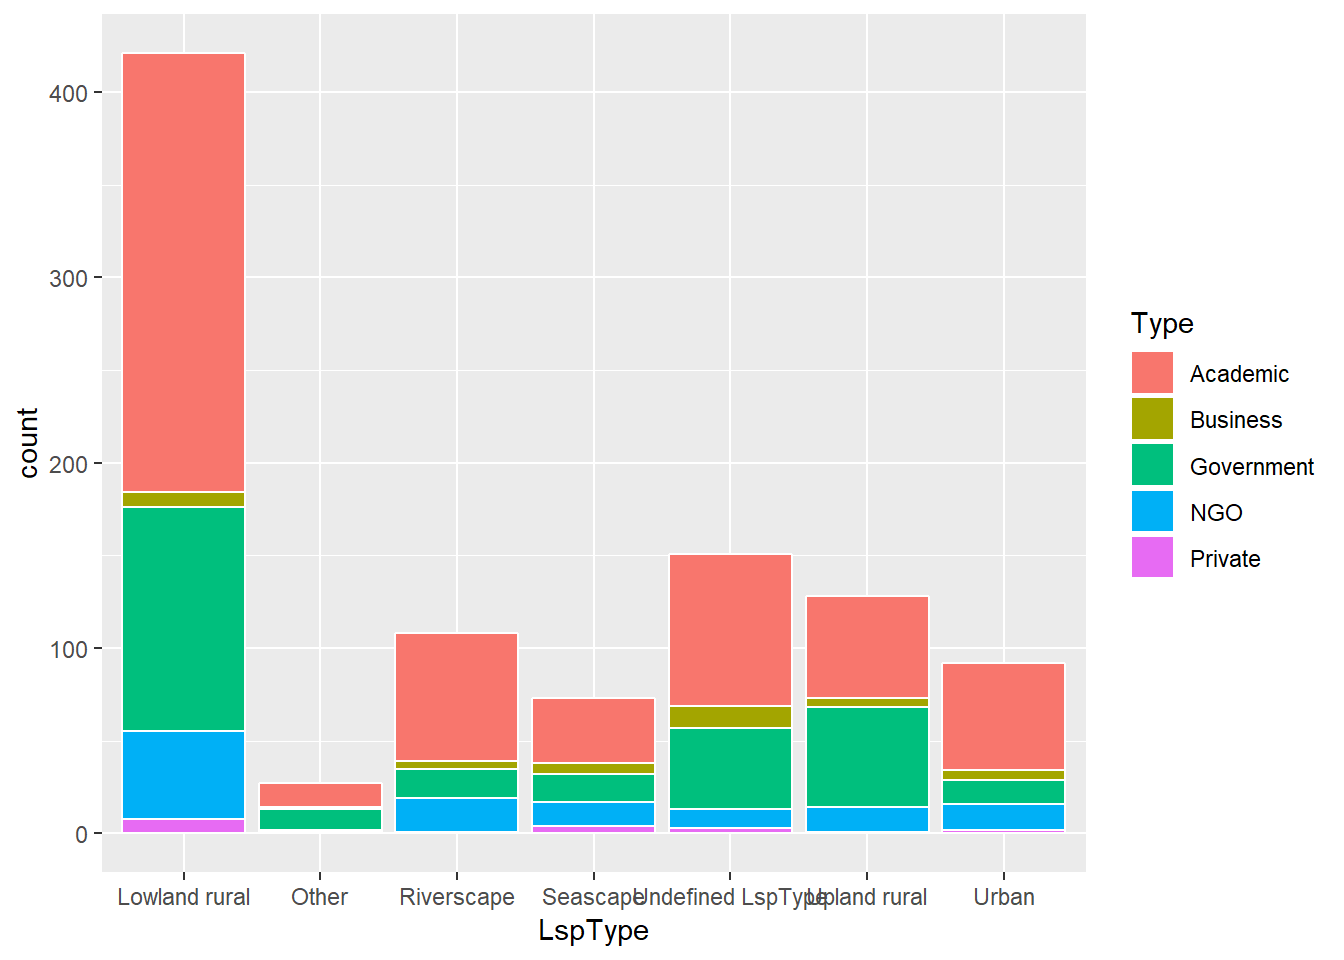 400
300
200
100
0
count
Lowland rural
Other
Riverscape
Seascape
Undefined LspType
Upland rural
Urban
LspType
Type
Academic
Business
Government
NGO
Private